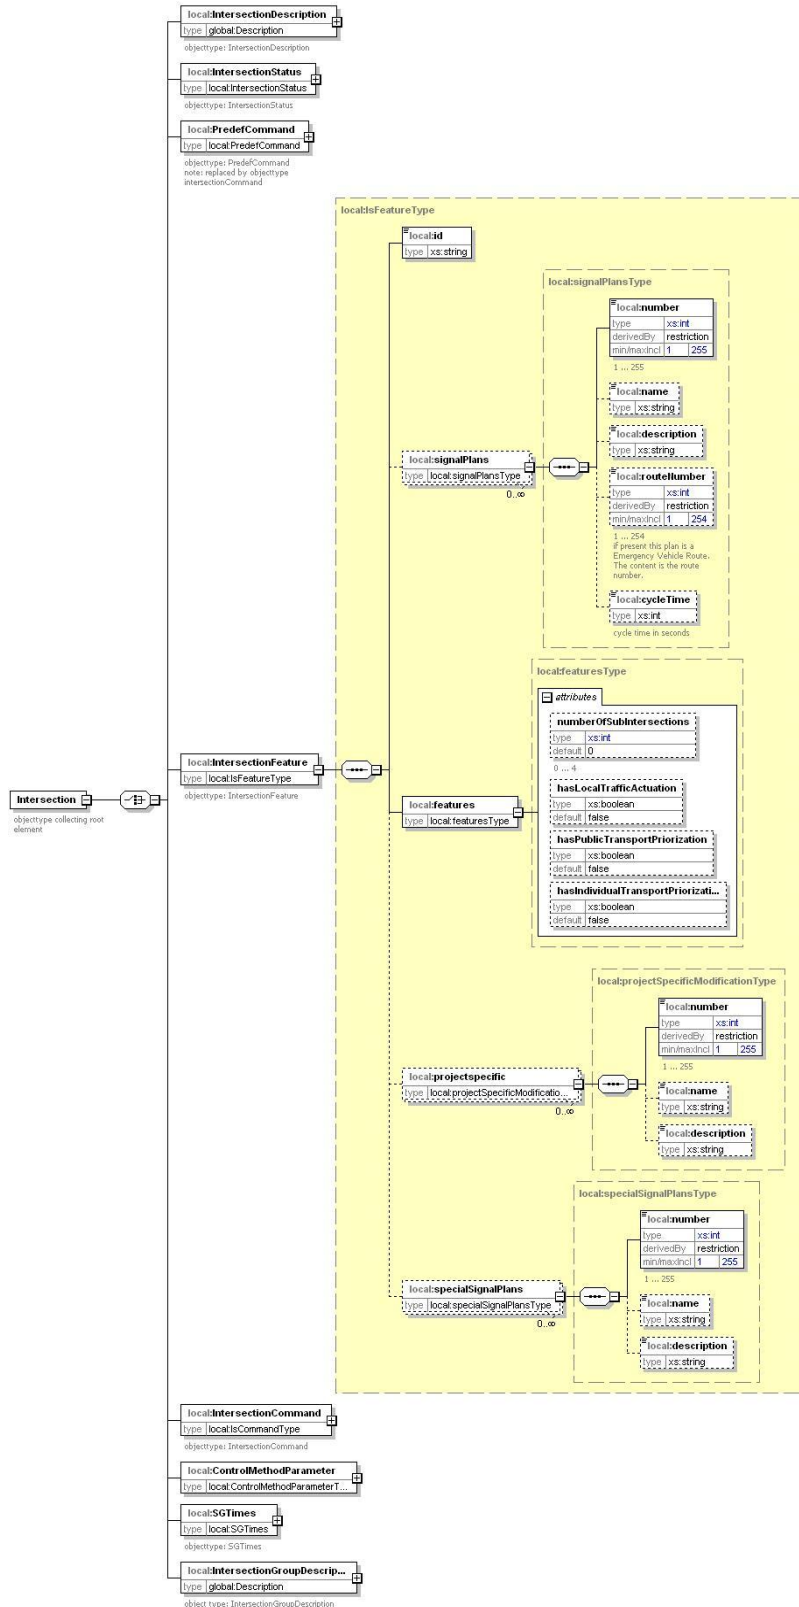 local:IntersectionDescription
type global:Description
objecttype: IntersectionDescription
local:IntersectionStatus
type local:IntersectionStatus
objecttype: IntersectionStatus
local:PredefCommand
type local:PredefCommand
objecttype: PredefCommand
note: replaced by objecttype
intersectionCommand
local:IsFeatureType
local:id
type xs:string
local:signalPlansType
local:number
type xs:int
derivedBy restriction
min/maxIncl 1 255
1 ... 255
local:name
type xs:string
local:description
type xs:string
local:signalPlans
type local:signalPlansType
0..∞
local:routeNumber
type xs:int
derivedBy restriction
min/maxIncl 1 254
1 ... 254
if present this plan is a
Emergency Vehicle Route.
The content is the route
number.
local:cycleTime
type xs:int
cycle time in seconds
local:featuresType
attributes
numberOfSubIntersections
type xs:int
default 0
0 ... 4
local:IntersectionFeature
type local:IsFeatureType
objecttype: IntersectionFeature
Intersection
objecttype collecting root
element
local:features
type local:featuresType
hasLocalTrafficActuation
type xs:boolean
default false
hasPublicTransportPriorization
type xs:boolean
default false
hasIndividualTransportPriorizati...
type xs:boolean
default false
local:projectSpecificModificationType
local:number
type xs:int
derivedBy restriction
min/maxIncl 1 255
1 ... 255
local:projectspecific
type local:projectSpecificModificatio...
0..∞
local:name
type xs:string
local:description
type xs:string
local:specialSignalPlansType
local:number
type xs:int
derivedBy restriction
min/maxIncl 1 255
1 ... 255
local:specialSignalPlans
type local:specialSignalPlansType
0..∞
local:name
type xs:string
local:description
type xs:string
local:IntersectionCommand
type local:IsCommandType
objecttype: IntersectionCommand
local:ControlMethodParameter
type local:ControlMethodParameterT...
local:SGTimes
type local:SGTimes
objecttype: SGTimes
local:IntersectionGroupDescrip...
type global:Description
object type: IntersectionGroupDescription